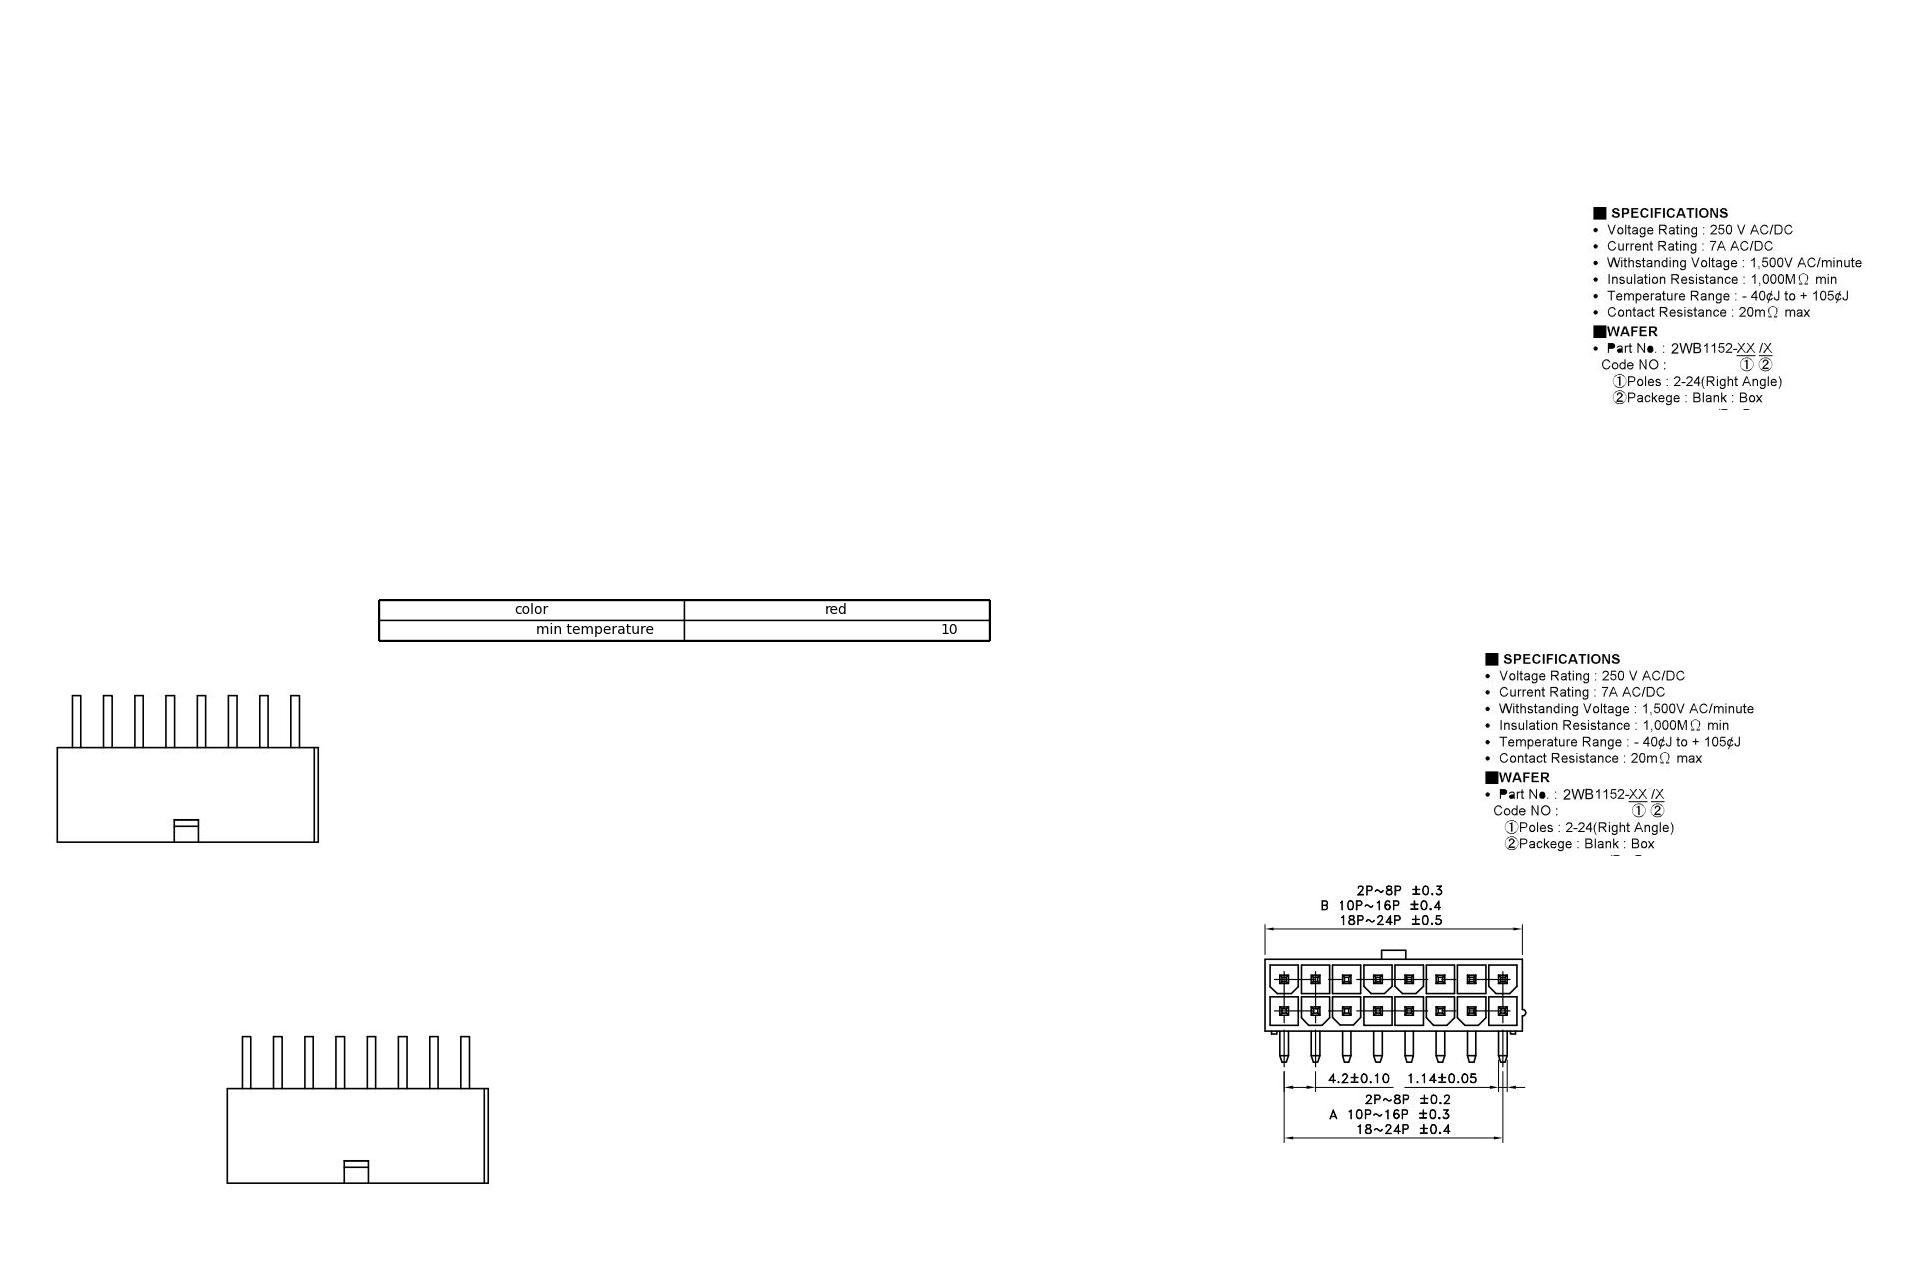 ■ SPECIFICATIONS
• Voltage Rating : 250 V AC/DC
• Current Rating : 7A AC/DC
• Withstanding Voltage : 1,500V AC/minute
• Insulation Resistance : 1,000MΩ min
• Temperature Range : - 40¢J to + 105¢J
• Contact Resistance : 20mΩ max
■WAFER
• Part No. : 2WB1152-XX /X
Code NO : ① ②
①Poles : 2-24(Right Angle)
②Packege : Blank : Box
color red
min temperature 10
■ SPECIFICATIONS
• Voltage Rating : 250 V AC/DC
• Current Rating : 7A AC/DC
• Withstanding Voltage : 1,500V AC/minute
• Insulation Resistance : 1,000MΩ min
• Temperature Range : - 40¢J to + 105¢J
• Contact Resistance : 20mΩ max
■WAFER
• Part No. : 2WB1152-XX /X
Code NO : ① ②
①Poles : 2-24(Right Angle)
②Packege : Blank : Box
2P~8P ±0.3
B 10P~16P ±0.4
18P~24P ±0.5
4.2±0.10 1.14±0.05
2P~8P ±0.2
A 10P~16P ±0.3
18~24P ±0.4